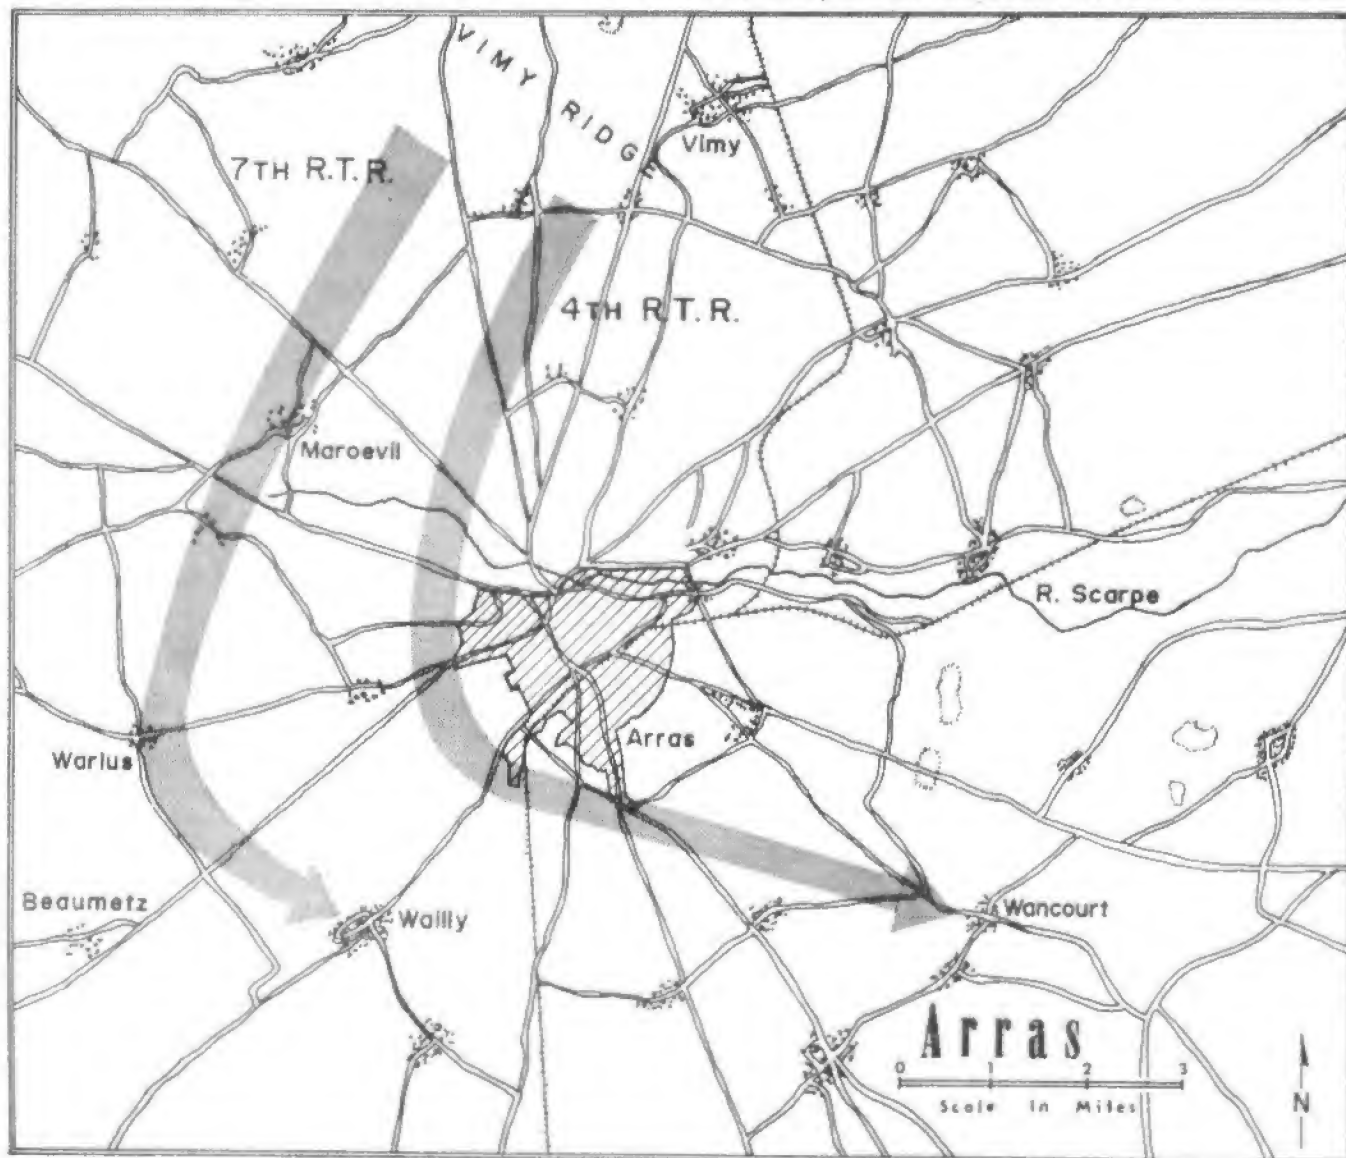 VIMY RIDGE
Vimy
7TH R.T.R.
4TH R.T.R.
Maroevil
R. Scarpe
Arras
Warlus
Beaumetz
Wailly
Wancourt
Arras
0 1 2 3
Scale in Miles
N